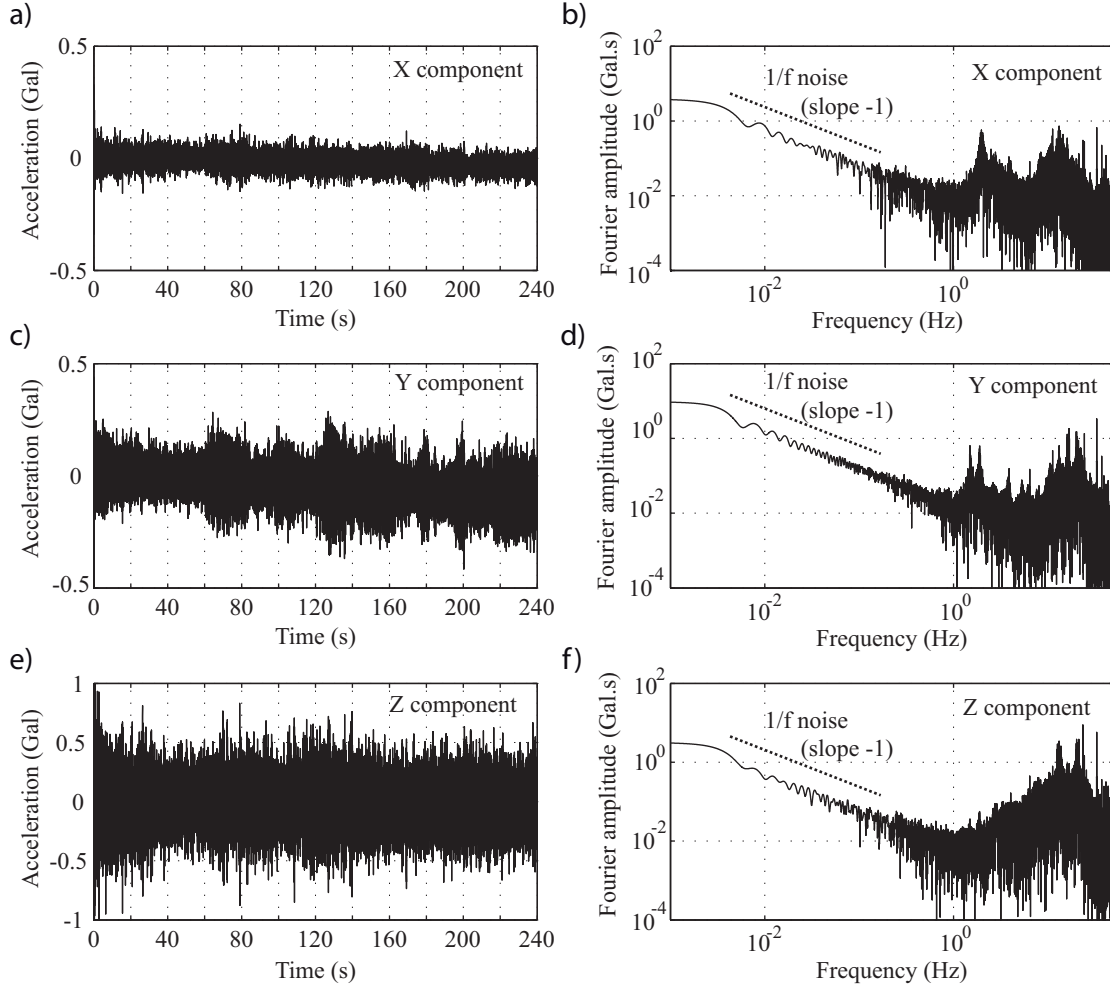 a)
0.5
0
-0.5
Acceleration (Gal)
X component
0 40 80 120 160 200 240
Time (s)
b)
10^2
10^0
10^-2
10^-4
Fourier amplitude (Gal.s)
1/f noise
(slope -1)
X component
10^-2 10^0
Frequency (Hz)
c)
0.5
0
-0.5
Acceleration (Gal)
Y component
0 40 80 120 160 200 240
Time (s)
d)
10^2
10^0
10^-2
10^-4
Fourier amplitude (Gal.s)
1/f noise
(slope -1)
Y component
10^-2 10^0
Frequency (Hz)
e)
1
0.5
0
-0.5
-1
Acceleration (Gal)
Z component
0 40 80 120 160 200 240
Time (s)
f)
10^2
10^0
10^-2
10^-4
Fourier amplitude (Gal.s)
1/f noise
(slope -1)
Z component
10^-2 10^0
Frequency (Hz)